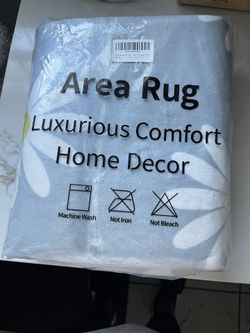 Area Rug
Luxurious Comfort
Home Decor
Machine Wash
Not Iron
Not Bleach